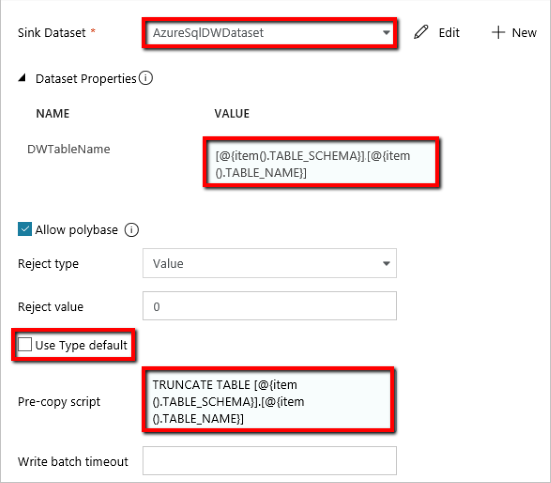 Sink Dataset * AzureSqlDWDataset Edit + New
Dataset Properties
NAME VALUE
DWTableName [@{item().TABLE_SCHEMA}].[@{item
().TABLE_NAME}]
Allow polybase
Reject type Value
Reject value 0
Use Type default
Pre-copy script TRUNCATE TABLE [@{item
().TABLE_SCHEMA}].[@{item
().TABLE_NAME}]
Write batch timeout